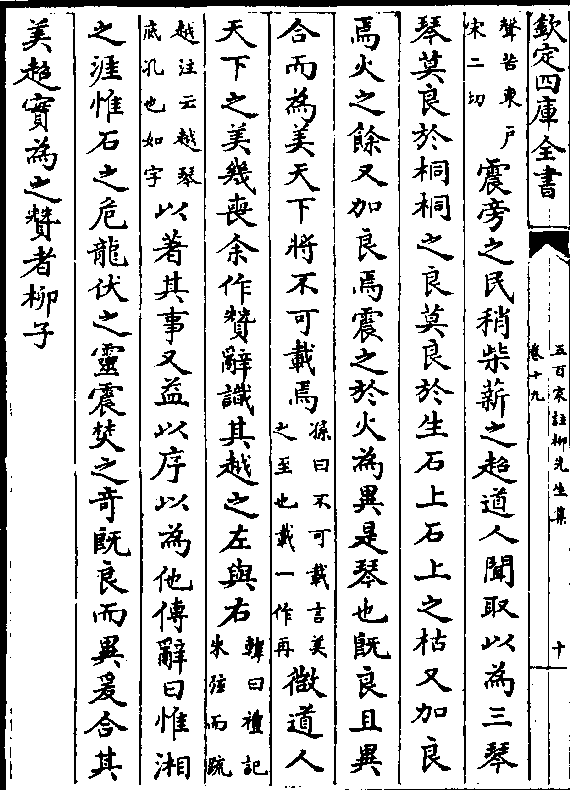 欽定四庫全書
五百家註柳先生集
卷十九
十
聲苦東戶
宋二切
震旁之民稍柴薪之超道人聞取以為三琴
琴莫良於桐桐之良莫良於生石上石上之枯又加良
焉火之餘又加良焉震之於火為異是琴也既良且異
合而為美天下將不可載焉
孫曰不可載言美
之至也載一作再
微道人
天下之美幾喪余作贊辭識其越之左與右
韓曰禮記
朱弦而疏
越注云越琴
底孔也如字
以著其事又益以序以為他傳辭曰惟湘
之涯惟石之危龍伏之靈震焚之奇既良而異爰合其
美超實為之贊者柳子